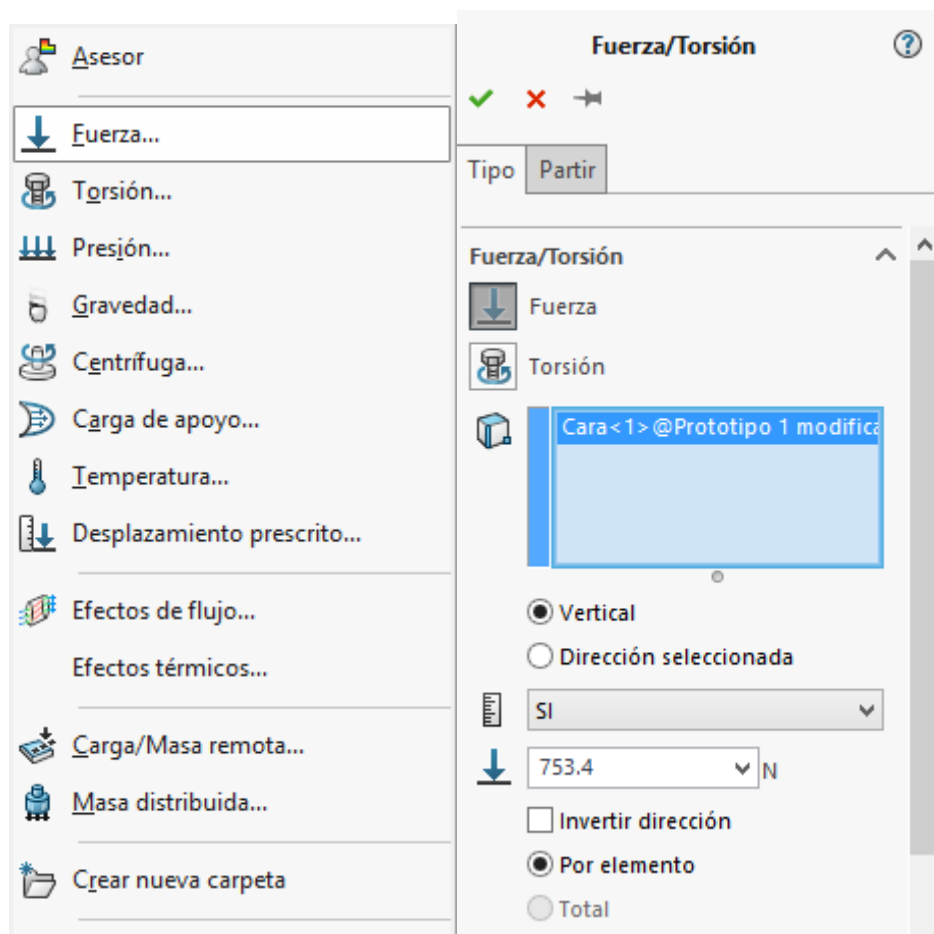 Asesor
Fuerza...
Torsión...
Presión...
Gravedad...
Centrífuga...
Carga de apoyo...
Temperatura...
Desplazamiento prescrito...
Efectos de flujo...
Efectos térmicos...
Carga/Masa remota...
Masa distribuida...
Crear nueva carpeta
Fuerza/Torsión
?
Tipo
Partir
Fuerza/Torsión
Fuerza
Torsión
Cara<1>@Prototipo 1 modifica
Vertical
Dirección seleccionada
SI
753.4 N
Invertir dirección
Por elemento
Total